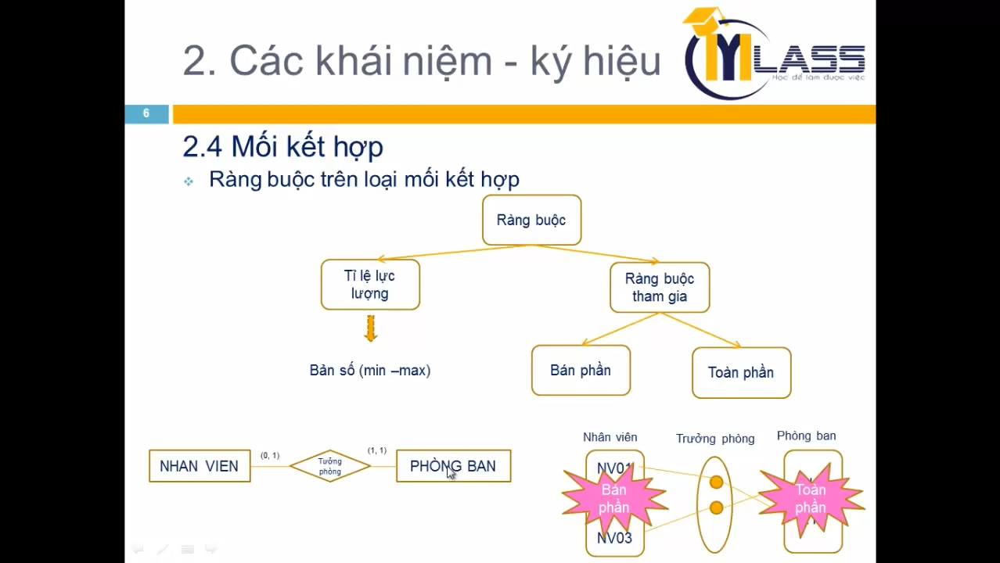 2. Các khái niệm - ký hiệu
MYLASS
Học để làm được việc
6
2.4 Mối kết hợp
Ràng buộc trên loại mối kết hợp
Ràng buộc
Tỉ lệ lực
lượng
Ràng buộc
tham gia
Bản số (min –max)
Bán phần
Toàn phần
NHAN VIEN
(0, 1)
Tưởng
phòng
(1, 1)
PHÒNG BAN
Nhân viên
Trưởng phòng
Phòng ban
NV01
Bán
phần
NV03
Toàn
phần